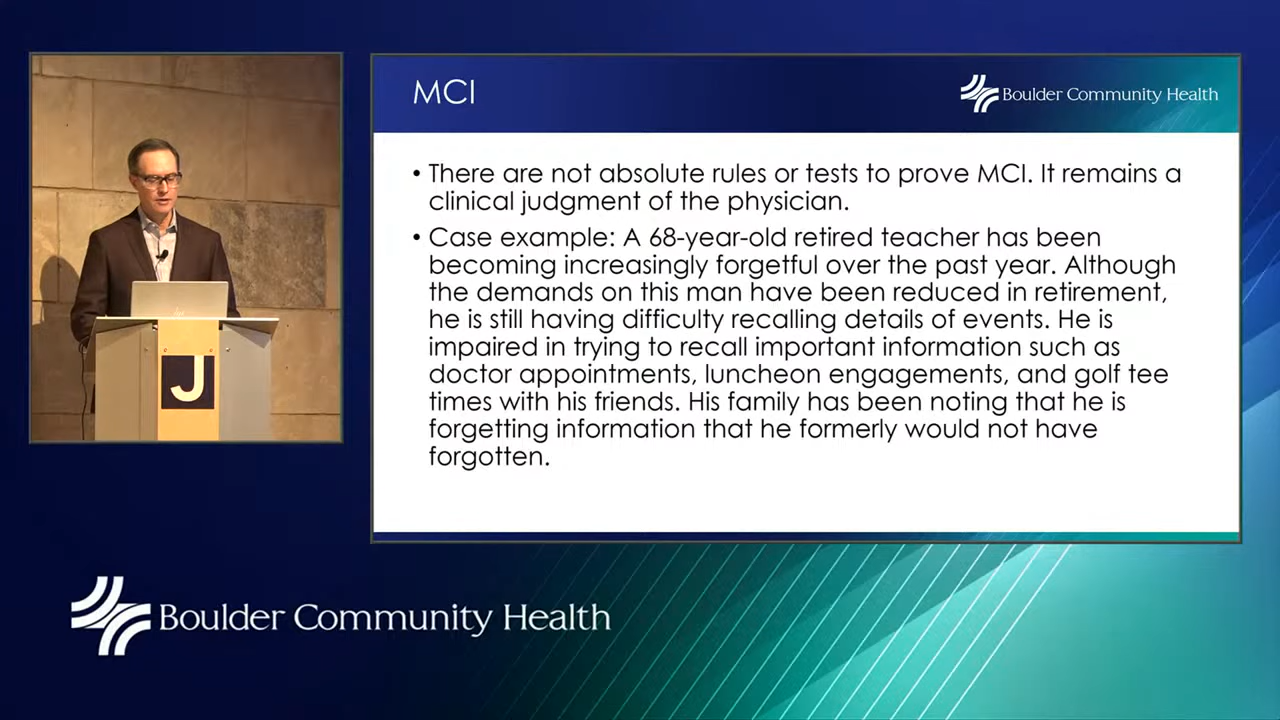 MCI
Boulder Community Health
• There are not absolute rules or tests to prove MCI. It remains a
clinical judgment of the physician.
• Case example: A 68-year-old retired teacher has been
becoming increasingly forgetful over the past year. Although
the demands on this man have been reduced in retirement,
he is still having difficulty recalling details of events. He is
impaired in trying to recall important information such as
doctor appointments, luncheon engagements, and golf tee
times with his friends. His family has been noting that he is
forgetting information that he formerly would not have
forgotten.
J
Boulder Community Health